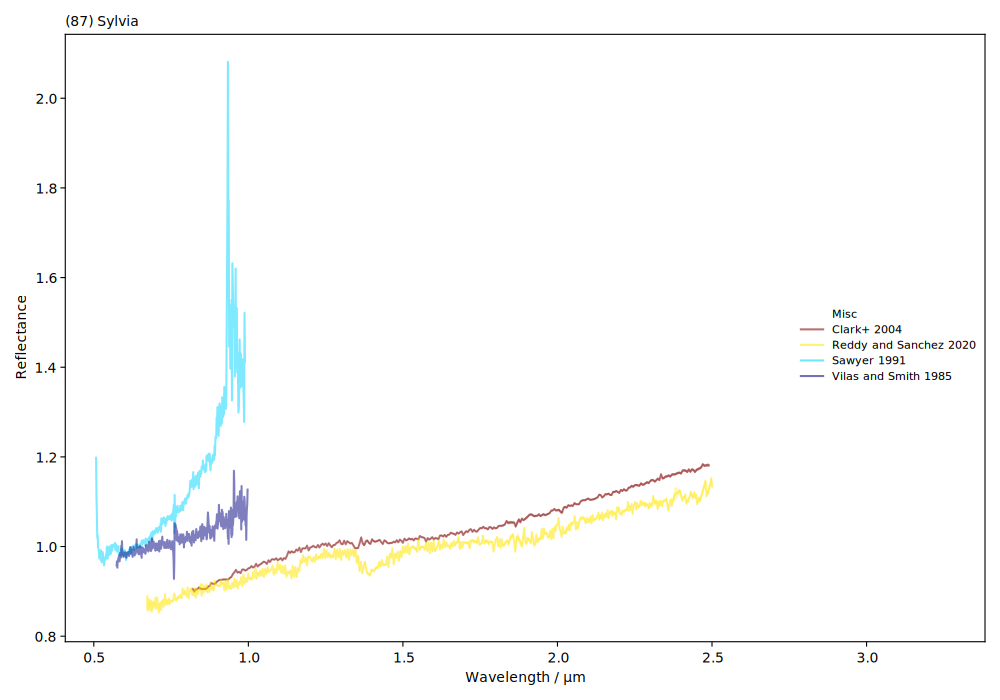 (87) Sylvia
Reflectance
2.0
1.8
1.6
1.4
1.2
1.0
0.8
0.5
1.0
1.5
2.0
2.5
3.0
Wavelength / µm
Misc
Clark+ 2004
Reddy and Sanchez 2020
Sawyer 1991
Vilas and Smith 1985